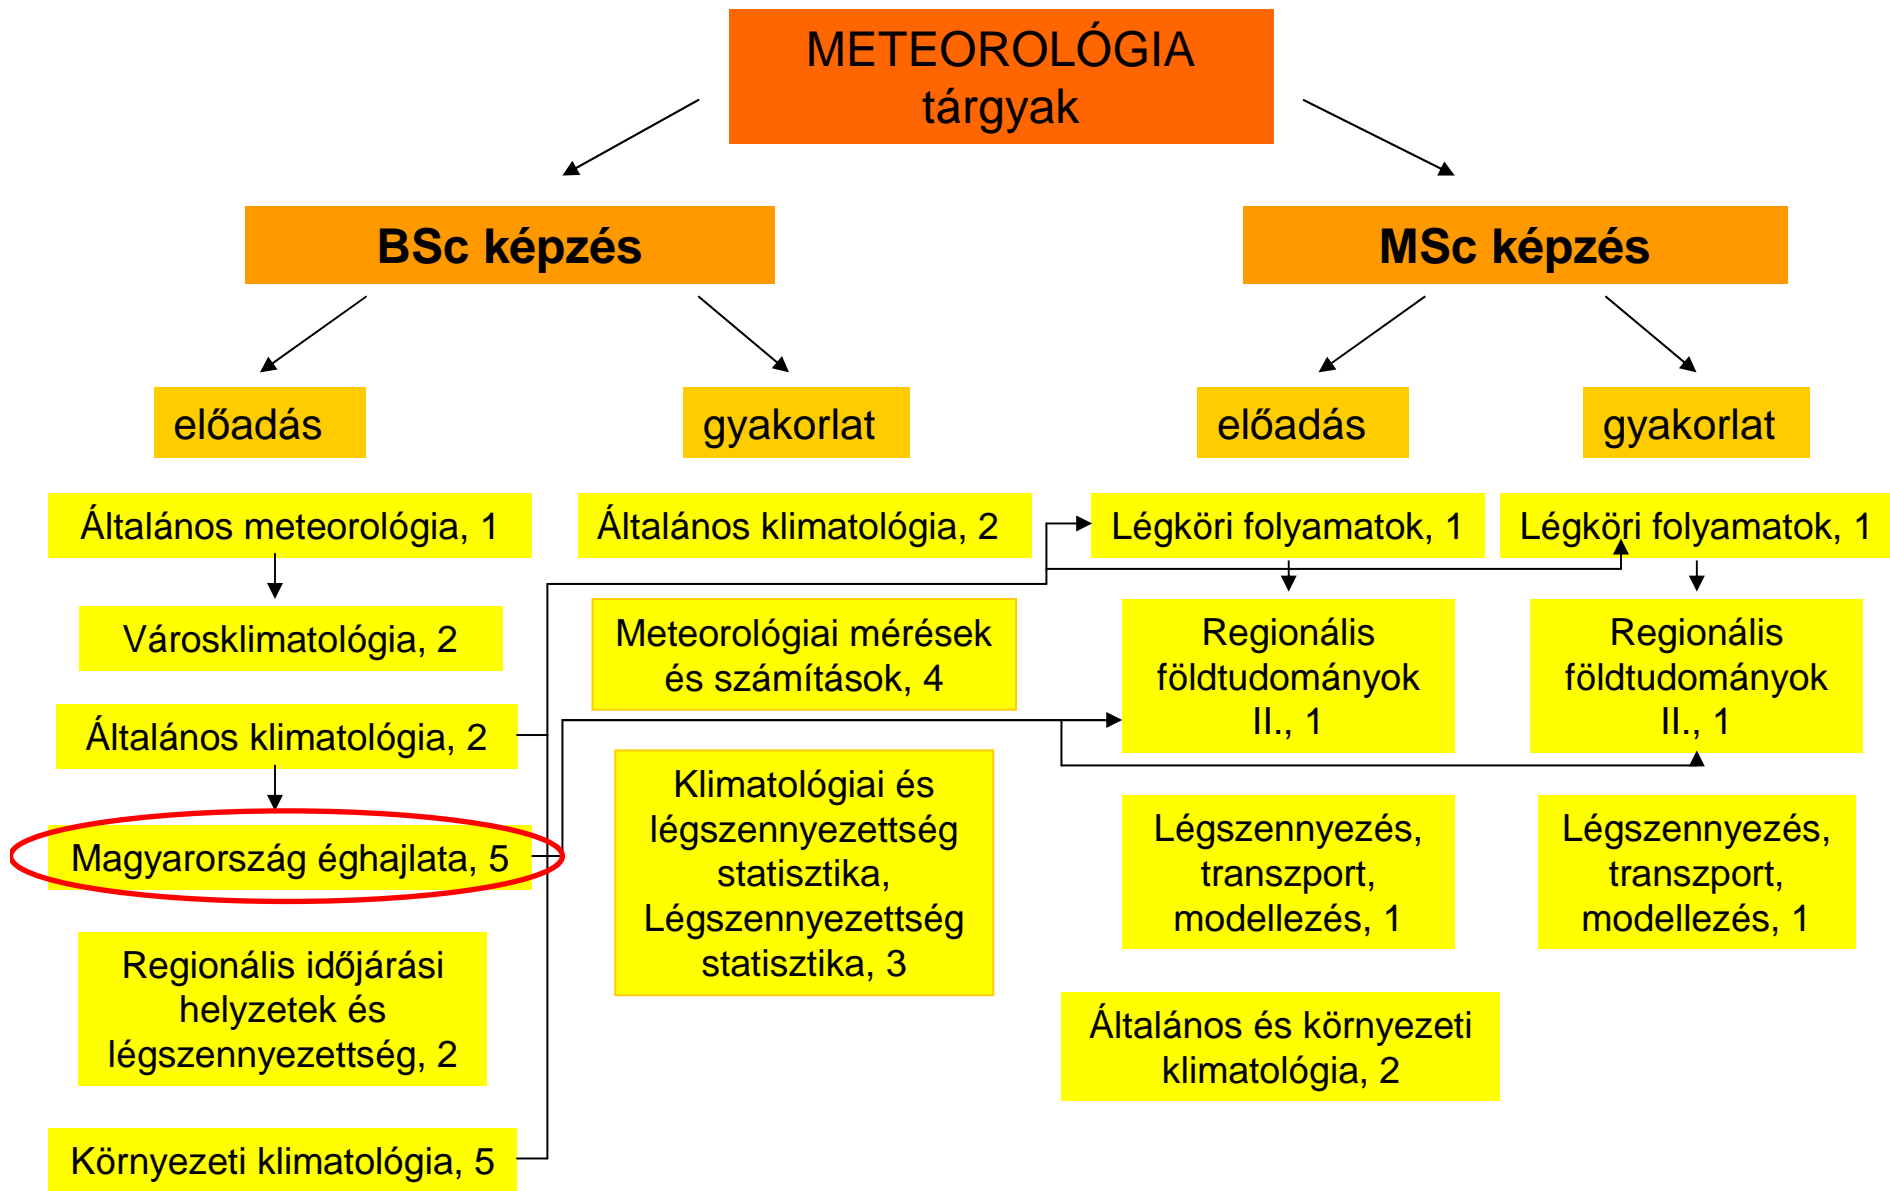 METEOROLÓGIA
tárgyak
BSc képzés
MSc képzés
előadás
gyakorlat
előadás
gyakorlat
Általános meteorológia, 1
Városklimatológia, 2
Általános klimatológia, 2
Magyarország éghajlata, 5
Regionális időjárási
helyzetek és
légszennyezettség, 2
Környezeti klimatológia, 5
Általános klimatológia, 2
Meteorológiai mérések
és számítások, 4
Klimatológiai és
légszennyezettség
statisztika,
Légszennyezettség
statisztika, 3
Légköri folyamatok, 1
Regionális
földtudományok
II., 1
Légszennyezés,
transzport,
modellezés, 1
Általános és környezeti
klimatológia, 2
Légköri folyamatok, 1
Regionális
földtudományok
II., 1
Légszennyezés,
transzport,
modellezés, 1